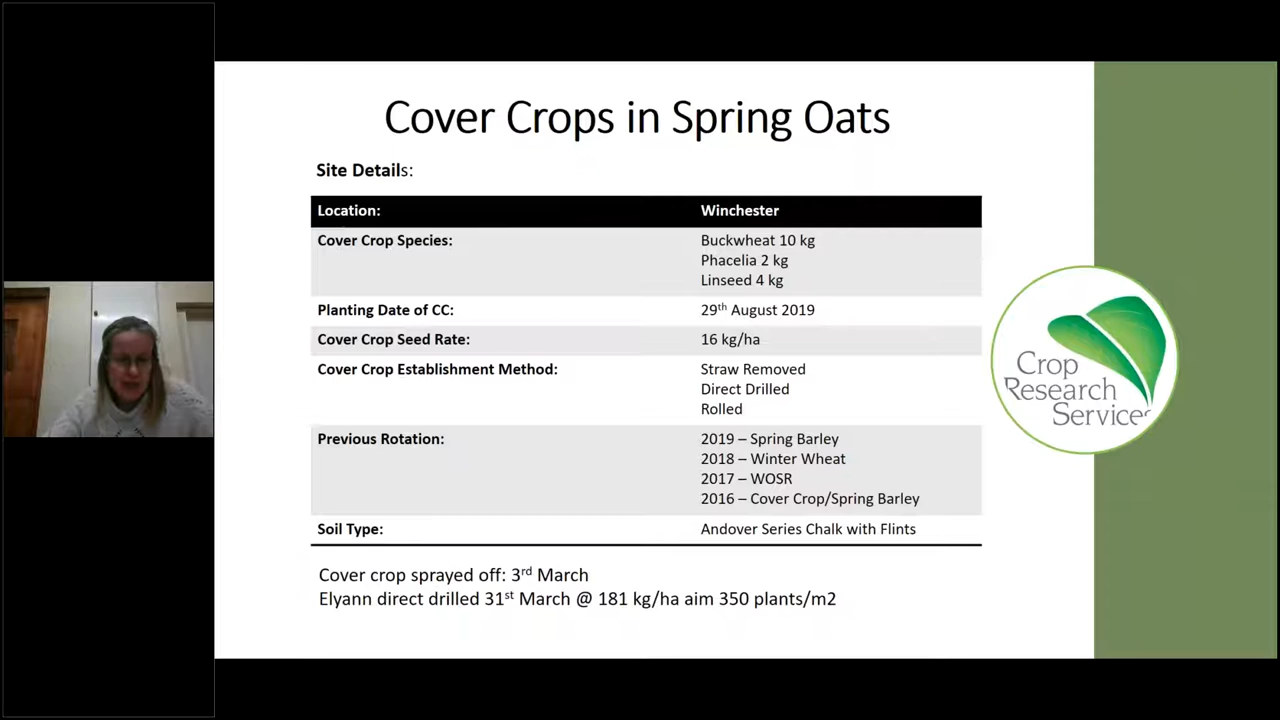 Cover Crops in Spring Oats
Site Details:
Location: Winchester
Cover Crop Species: Buckwheat 10 kg
Phacelia 2 kg
Linseed 4 kg
Planting Date of CC: 29th August 2019
Cover Crop Seed Rate: 16 kg/ha
Cover Crop Establishment Method: Straw Removed
Direct Drilled
Rolled
Previous Rotation: 2019 – Spring Barley
2018 – Winter Wheat
2017 – WOSR
2016 – Cover Crop/Spring Barley
Soil Type: Andover Series Chalk with Flints
Cover crop sprayed off: 3rd March
Elyann direct drilled 31st March @ 181 kg/ha aim 350 plants/m2
Crop
Research
Services